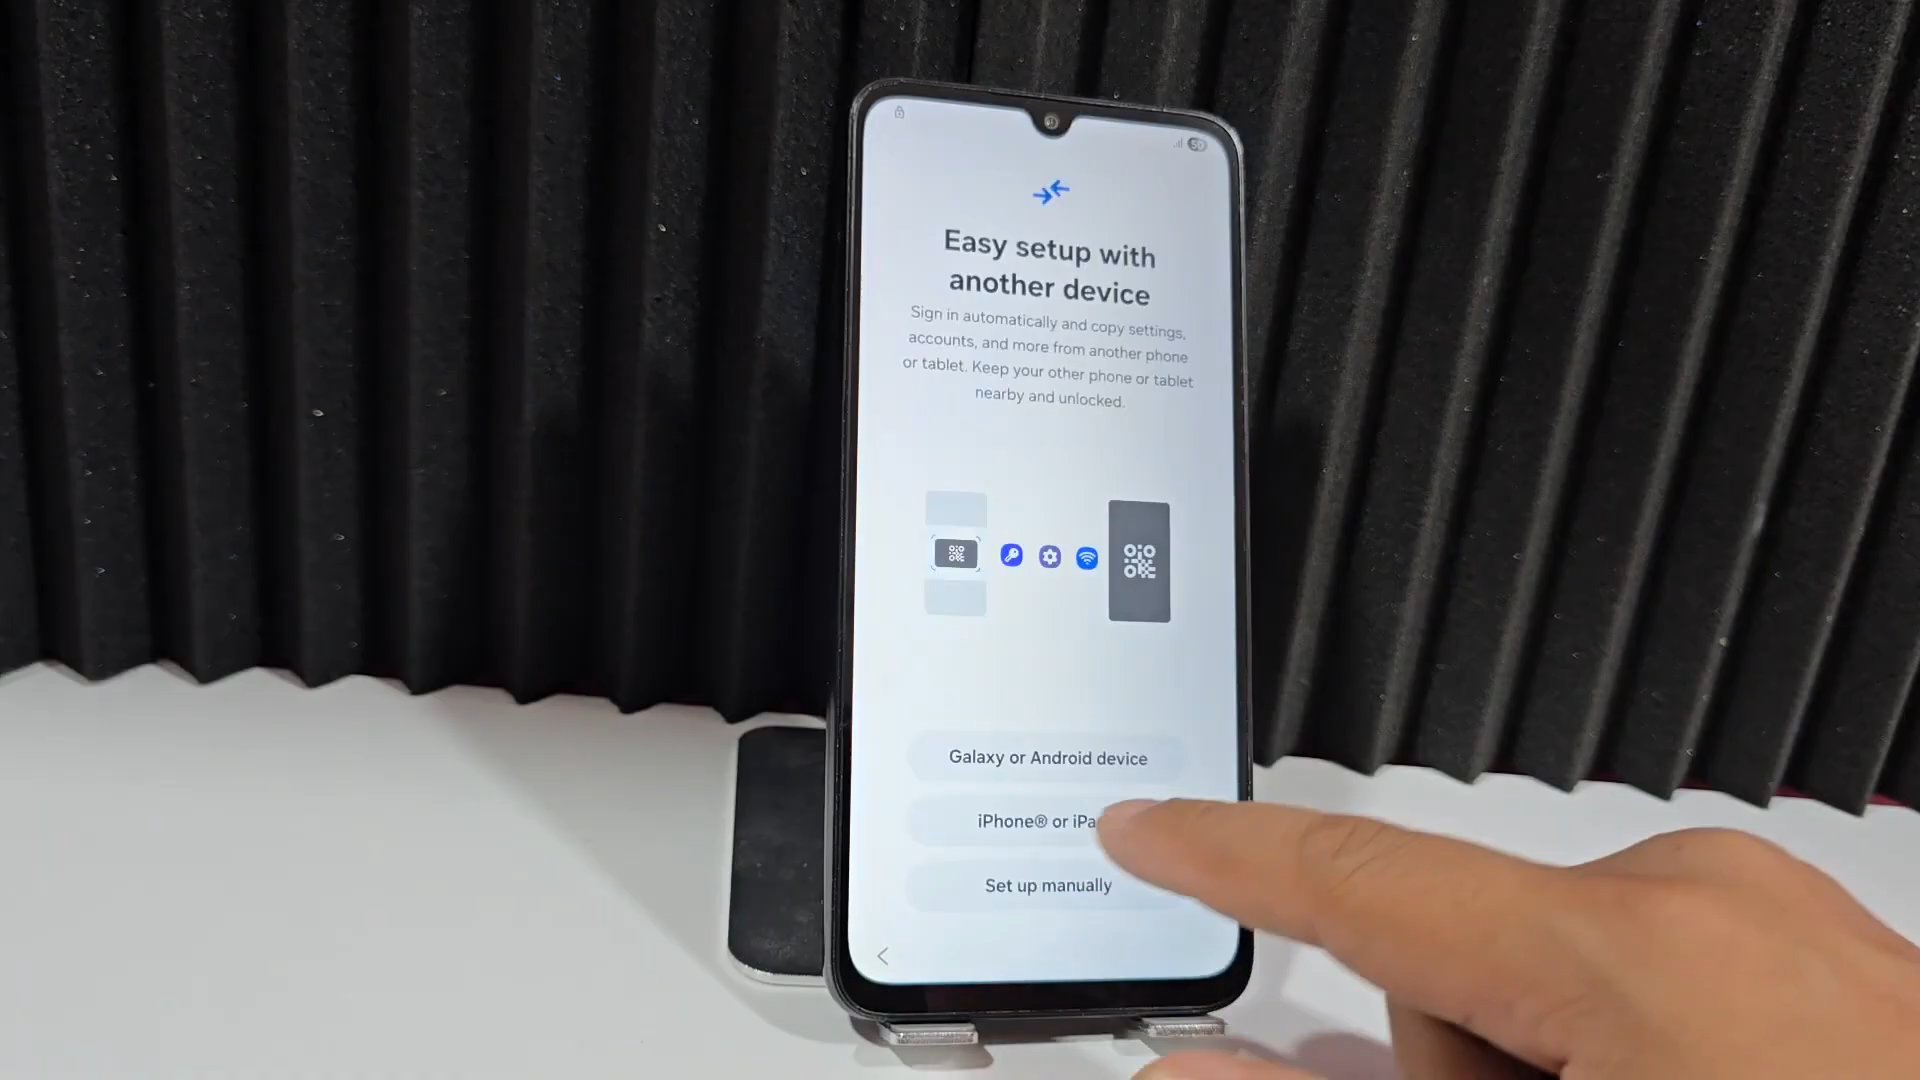 50
Easy setup with
another device
Sign in automatically and copy settings,
accounts, and more from another phone
or tablet. Keep your other phone or tablet
nearby and unlocked.
Galaxy or Android device
iPhone® or iPa
Set up manually